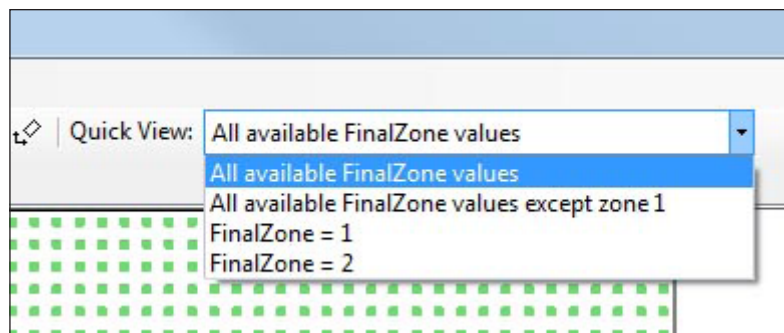 Quick View: All available FinalZone values
All available FinalZone values
All available FinalZone values except zone 1
FinalZone = 1
FinalZone = 2